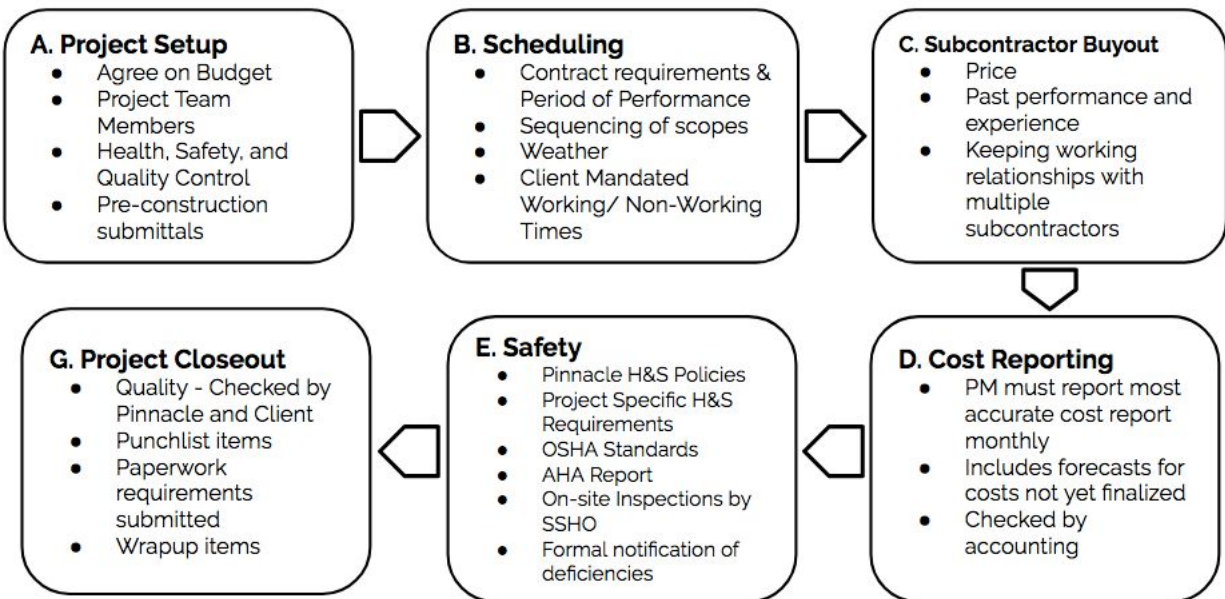 A. Project Setup
● Agree on Budget
● Project Team
Members
● Health, Safety, and
Quality Control
● Pre-construction
submittals
B. Scheduling
● Contract requirements &
Period of Performance
● Sequencing of scopes
● Weather
● Client Mandated
Working/ Non-Working
Times
C. Subcontractor Buyout
● Price
● Past performance and
experience
● Keeping working
relationships with
multiple
subcontractors
D. Cost Reporting
● PM must report most
accurate cost report
monthly
● Includes forecasts for
costs not yet finalized
● Checked by
accounting
E. Safety
● Pinnacle H&S Policies
● Project Specific H&S
Requirements
● OSHA Standards
● AHA Report
● On-site Inspections by
SSHO
● Formal notification of
deficiencies
G. Project Closeout
● Quality - Checked by
Pinnacle and Client
● Punchlist items
● Paperwork
requirements
submitted
● Wrapup items